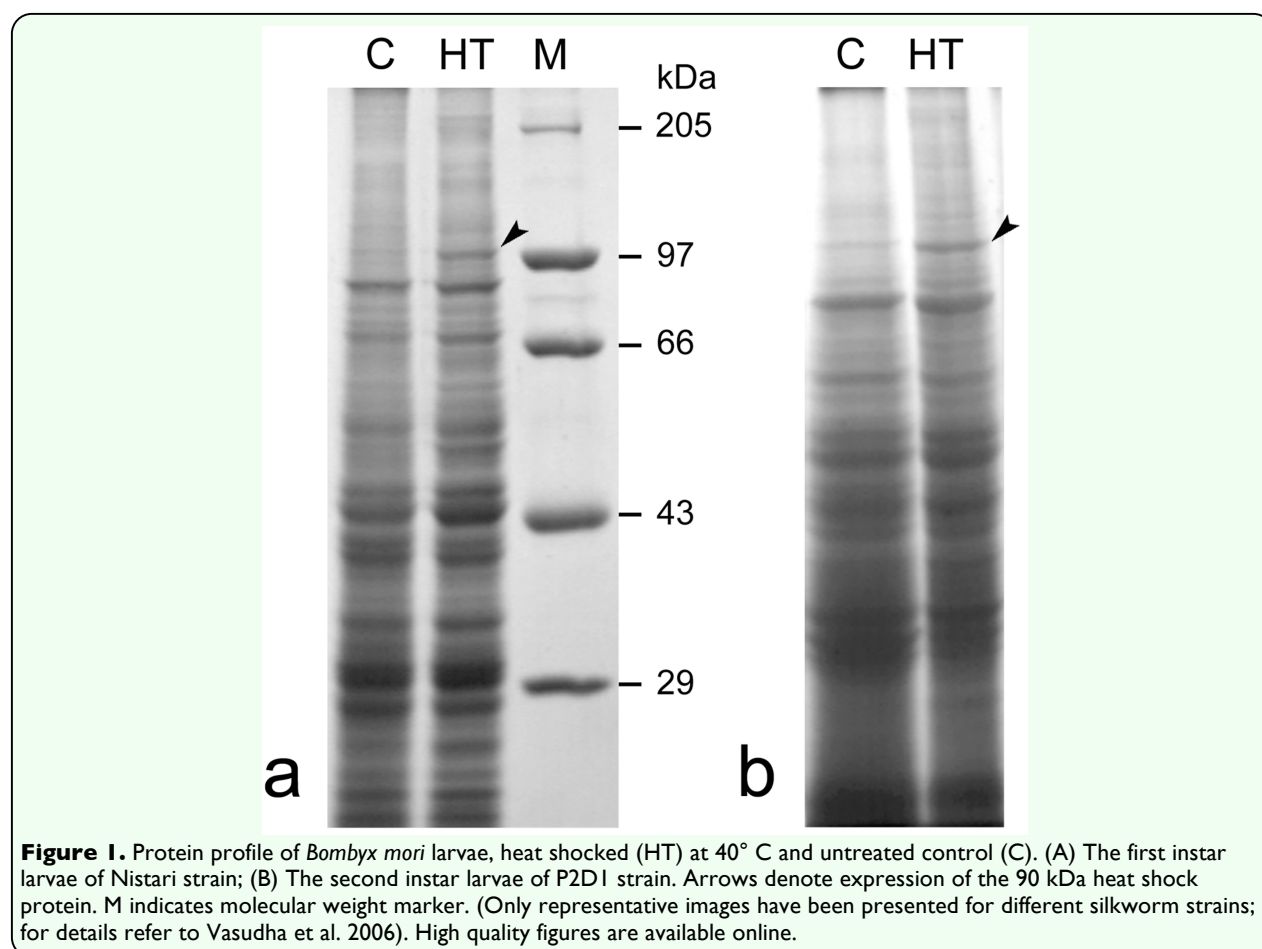 C HT M
kDa
C HT
205
97
66
43
29
a
b
Figure 1. Protein profile of Bombyx mori larvae, heat shocked (HT) at 40° C and untreated control (C). (A) The first instar
larvae of Nistari strain; (B) The second instar larvae of P2D1 strain. Arrows denote expression of the 90 kDa heat shock
protein. M indicates molecular weight marker. (Only representative images have been presented for different silkworm strains;
for details refer to Vasudha et al. 2006). High quality figures are available online.